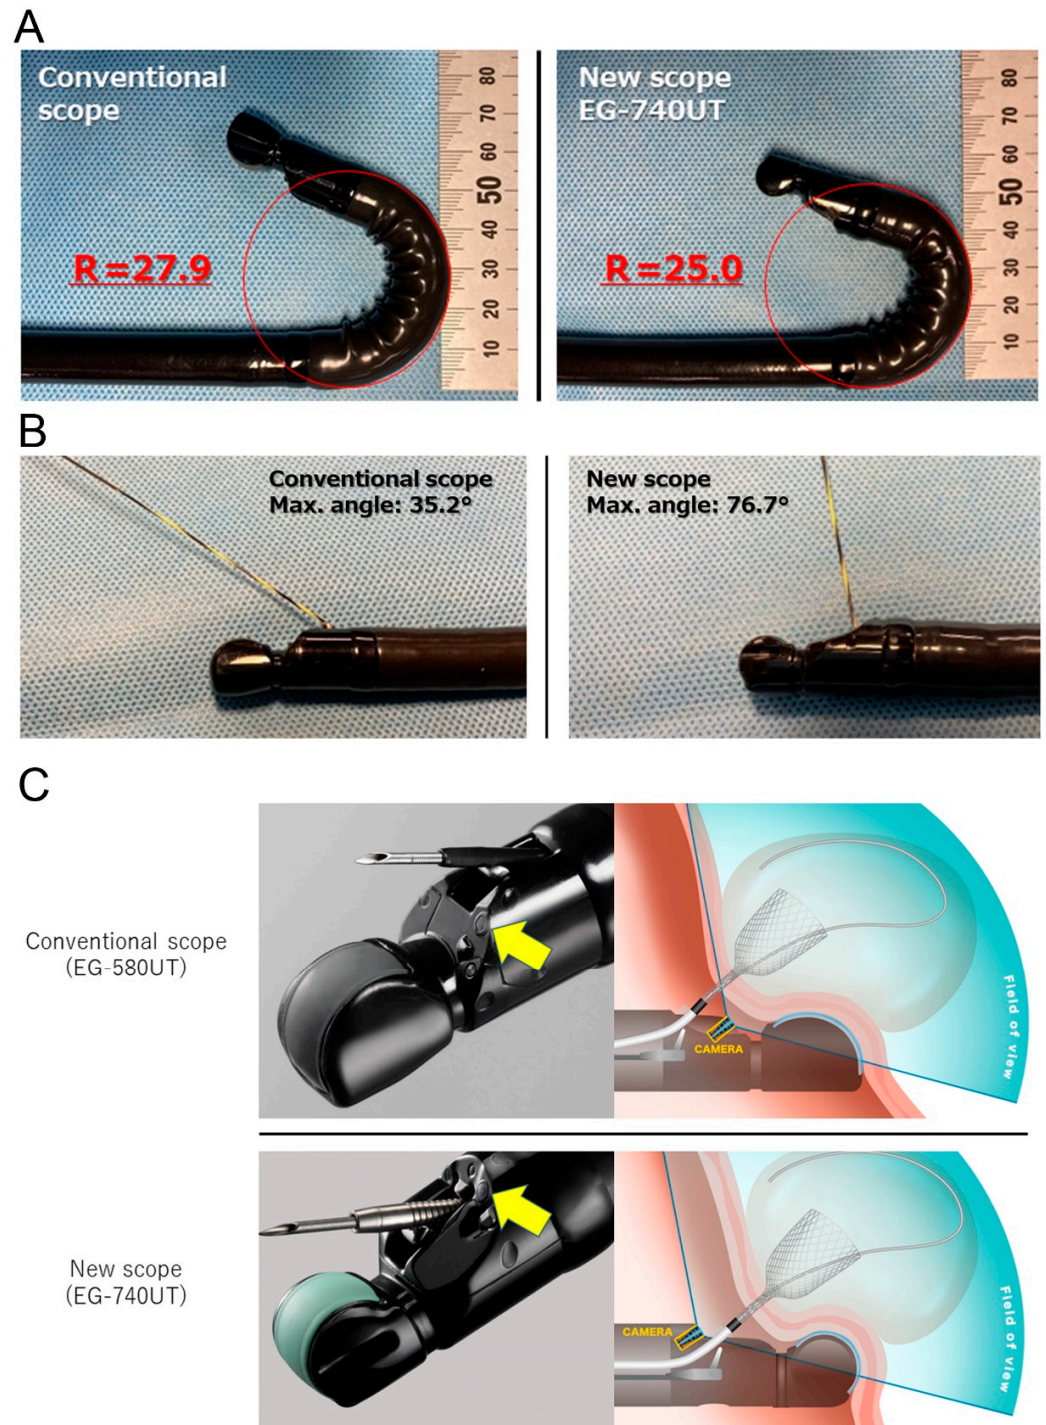 A
Conventional
scope
R=27.9
80
70
60
50
40
30
20
10
New scope
EG-740UT
R=25.0
80
70
60
50
40
30
20
10
B
Conventional scope
Max. angle: 35.2°
New scope
Max. angle: 76.7°
C
Conventional scope
(EG-580UT)
CAMERA
Field of view
New scope
(EG-740UT)
CAMERA
Field of view